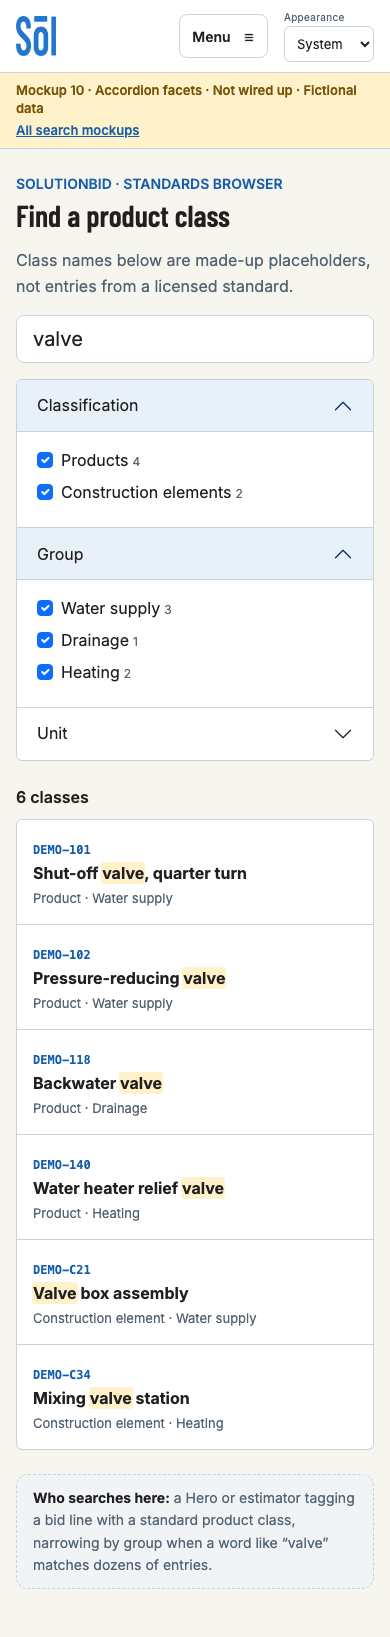 Sōl
Menu ≡
Appearance
System
Mockup 10 · Accordion facets · Not wired up · Fictional
data
All search mockups
SOLUTIONBID · STANDARDS BROWSER
Find a product class
Class names below are made-up placeholders,
not entries from a licensed standard.
valve
Classification
Products 4
Construction elements 2
Group
Water supply 3
Drainage 1
Heating 2
Unit
6 classes
DEMO-101
Shut-off valve, quarter turn
Product · Water supply
DEMO-102
Pressure-reducing valve
Product · Water supply
DEMO-118
Backwater valve
Product · Drainage
DEMO-140
Water heater relief valve
Product · Heating
DEMO-C21
Valve box assembly
Construction element · Water supply
DEMO-C34
Mixing valve station
Construction element · Heating
Who searches here: a Hero or estimator tagging
a bid line with a standard product class,
narrowing by group when a word like “valve”
matches dozens of entries.